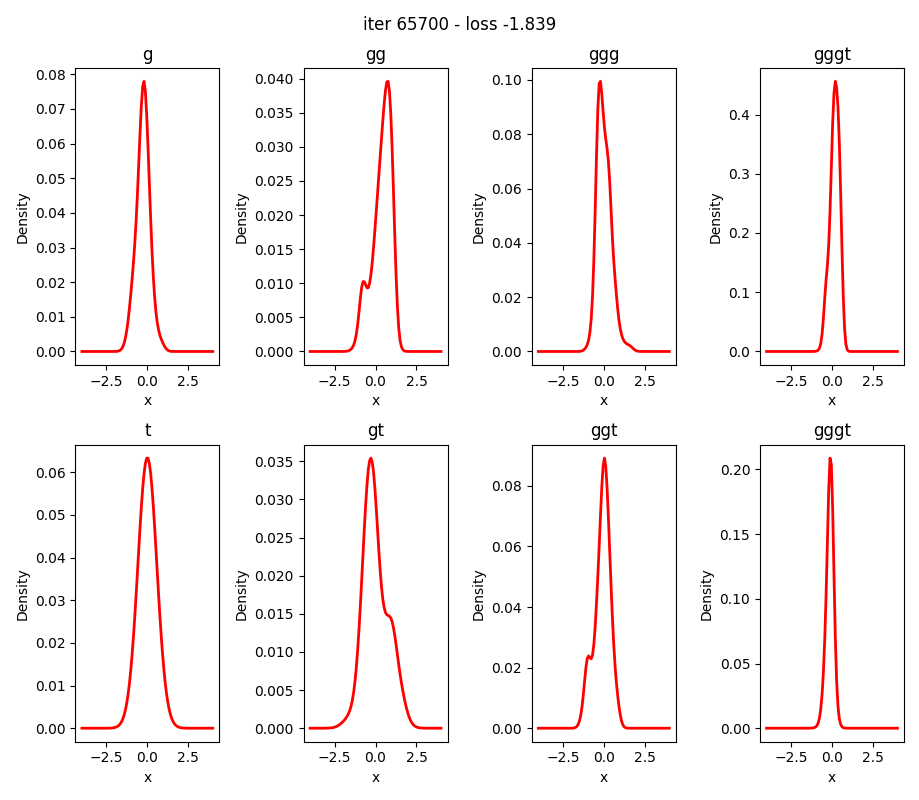 iter 65700 - loss -1.839
g
gg
ggg
gggt
0.08
0.07
0.06
0.05
0.04
0.03
0.02
0.01
0.00
Density
−2.5 0.0 2.5
x
0.040
0.035
0.030
0.025
0.020
0.015
0.010
0.005
0.000
Density
−2.5 0.0 2.5
x
0.10
0.08
0.06
0.04
0.02
0.00
Density
−2.5 0.0 2.5
x
0.4
0.3
0.2
0.1
0.0
Density
−2.5 0.0 2.5
x
t
gt
ggt
gggt
0.06
0.05
0.04
0.03
0.02
0.01
0.00
Density
−2.5 0.0 2.5
x
0.035
0.030
0.025
0.020
0.015
0.010
0.005
0.000
Density
−2.5 0.0 2.5
x
0.08
0.06
0.04
0.02
0.00
Density
−2.5 0.0 2.5
x
0.20
0.15
0.10
0.05
0.00
Density
−2.5 0.0 2.5
x